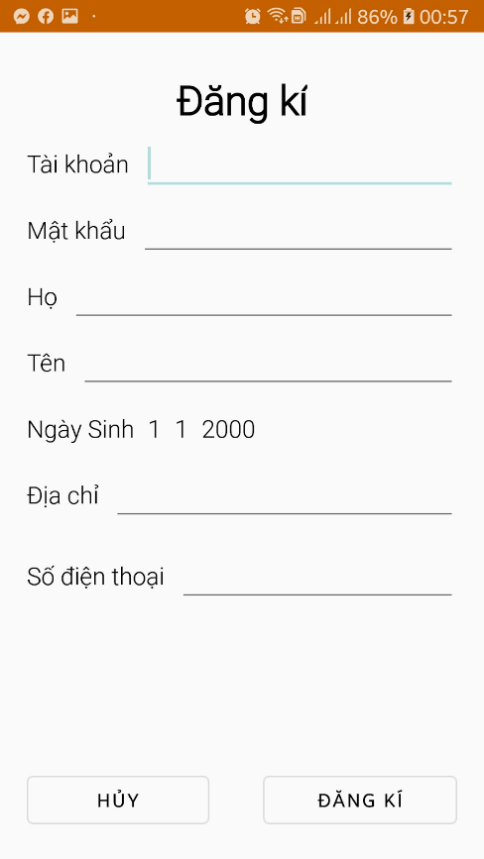 86% 00:57
Đăng kí
Tài khoản
Mật khẩu
Họ
Tên
Ngày Sinh 1 1 2000
Địa chỉ
Số điện thoại
HỦY ĐĂNG KÍ